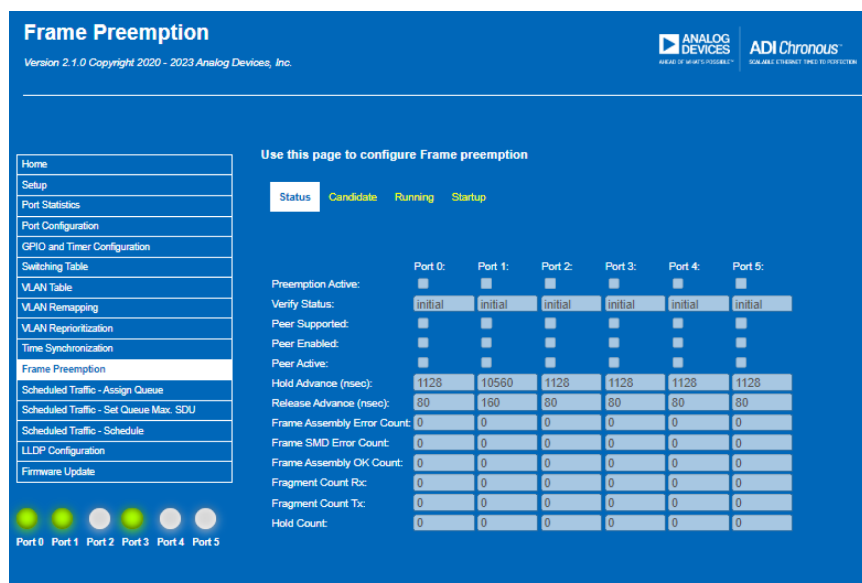 Frame Preemption
Version 2.1.0 Copyright 2020 - 2023 Analog Devices, Inc.
ANALOG
DEVICES
AHEAD OF WHAT'S POSSIBLE™
ADI Chronous™
SCALABLE ETHERNET TIMED TO PERFECTION
Home
Setup
Port Statistics
Port Configuration
GPIO and Timer Configuration
Switching Table
VLAN Table
VLAN Remapping
VLAN Reprioritization
Time Synchronization
Frame Preemption
Scheduled Traffic - Assign Queue
Scheduled Traffic - Set Queue Max. SDU
Scheduled Traffic - Schedule
LLDP Configuration
Firmware Update
Port 0 Port 1 Port 2 Port 3 Port 4 Port 5
Use this page to configure Frame preemption
Status Candidate Running Startup
Port 0: Port 1: Port 2: Port 3: Port 4: Port 5:
Preemption Active:
Verify Status: initial initial initial initial initial initial
Peer Supported:
Peer Enabled:
Peer Active:
Hold Advance (nsec): 1128 10560 1128 1128 1128 1128
Release Advance (nsec): 80 160 80 80 80 80
Frame Assembly Error Count: 0 0 0 0 0 0
Frame SMD Error Count: 0 0 0 0 0 0
Frame Assembly OK Count: 0 0 0 0 0 0
Fragment Count Rx: 0 0 0 0 0 0
Fragment Count Tx: 0 0 0 0 0 0
Hold Count: 0 0 0 0 0 0